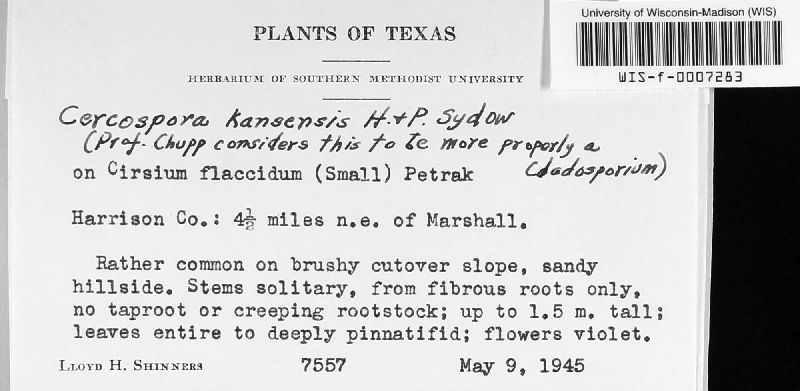 University of Wisconsin-Madison (WIS)
WIS-f-0007283
PLANTS OF TEXAS
HERBARIUM OF SOUTHERN METHODIST UNIVERSITY
Cercospora kansensis H. & P. Sydow
(Prof. Chupp considers this to be more properly a
Cladosporium)
on Cirsium flaccidum (Small) Petrak
Harrison Co.: 4½ miles n.e. of Marshall.
Rather common on brushy cutover slope, sandy
hillside. Stems solitary, from fibrous roots only,
no taproot or creeping rootstock; up to 1.5 m. tall;
leaves entire to deeply pinnatifid; flowers violet.
LLOYD H. SHINNERS 7557 May 9, 1945